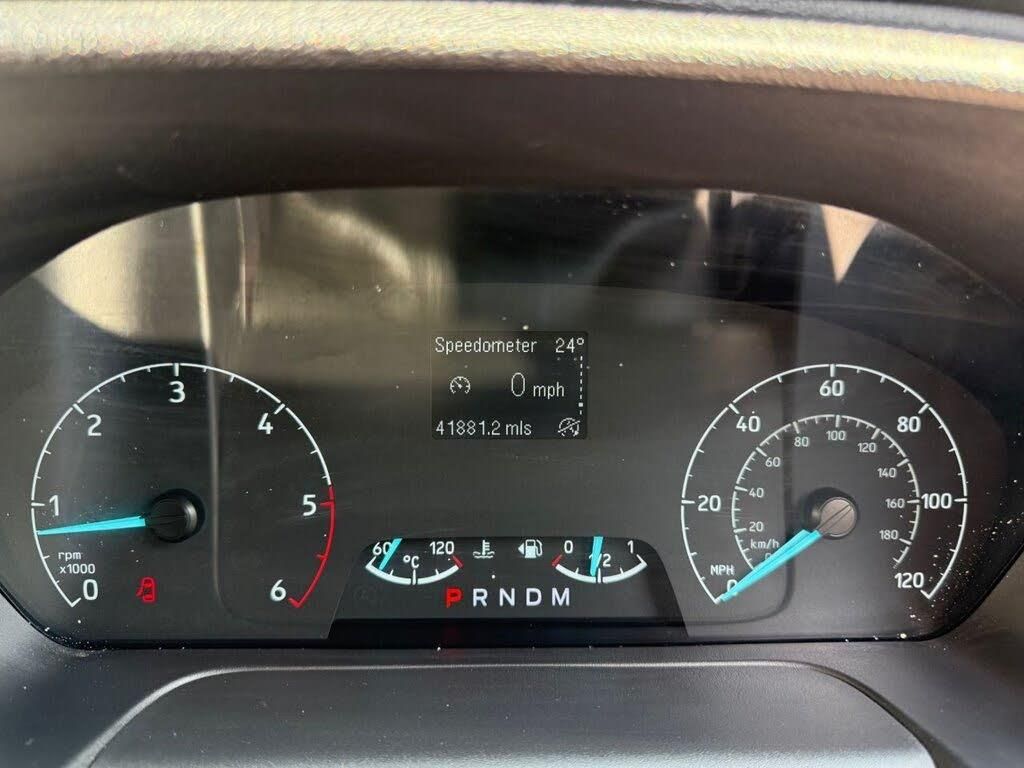 Speedometer 24°
0 mph
41881.2 mls
0 1 2 3 4 5 6
rpm
x1000
60 120
°C
0 1/2 1
P R N D M
0 20 40 60 80 100 120
MPH
20 40 60 80 100 120 140 160 180
km/h